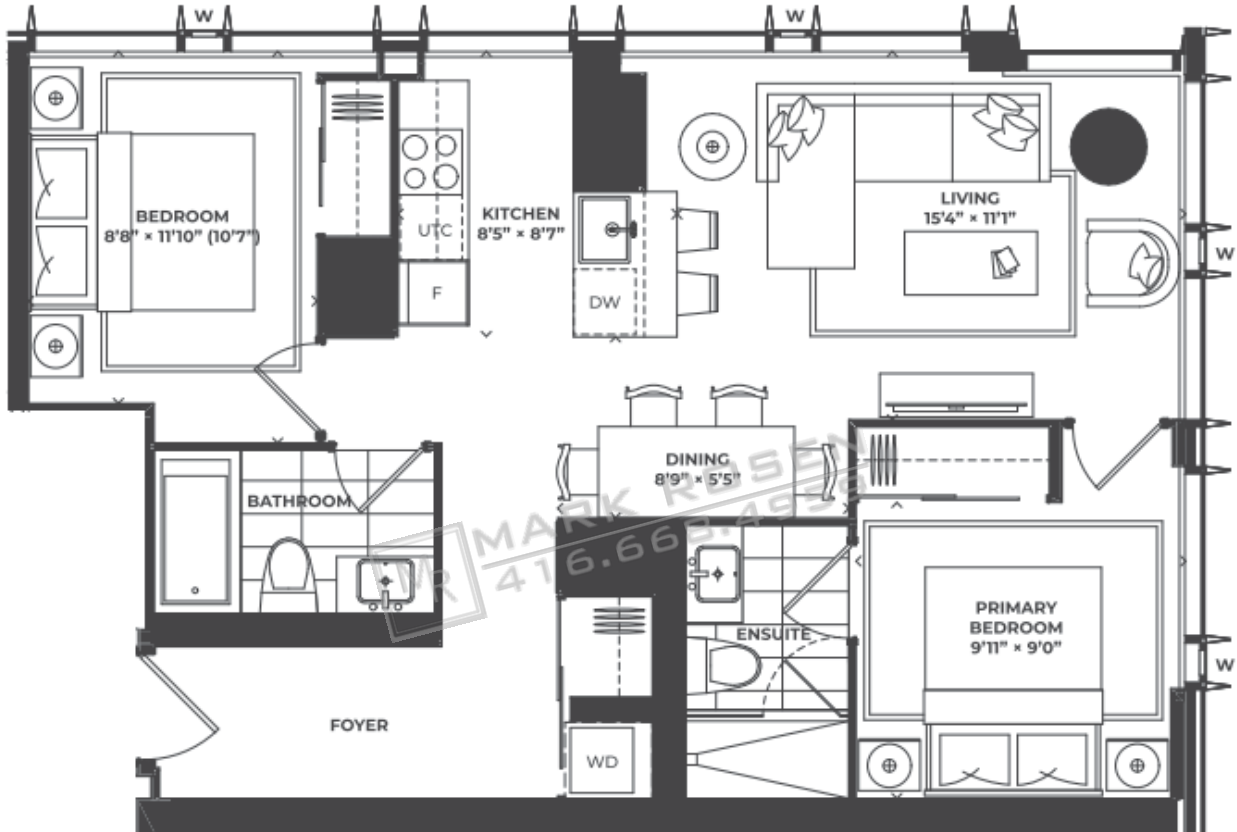 W
W
BEDROOM
8'8" × 11'10" (10'7")
UTC
F
KITCHEN
8'5" × 8'7"
DW
LIVING
15'4" × 11'1"
W
DINING
8'9" × 5'5"
BATHROOM
MR
MARK ROSEN
416.668.4959
ENSUITE
PRIMARY
BEDROOM
9'11" × 9'0"
W
FOYER
WD